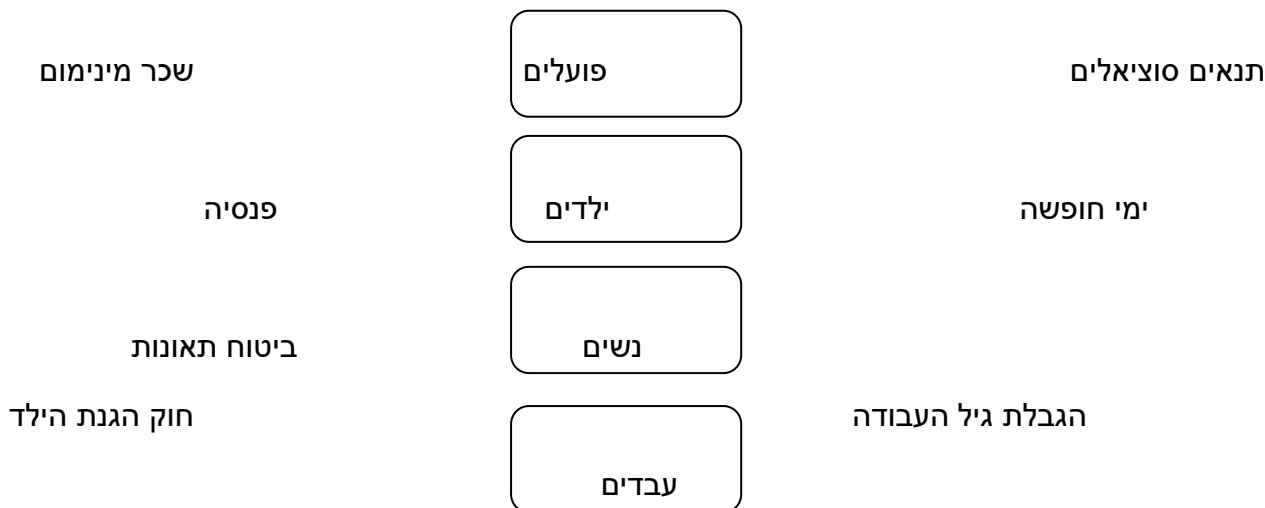 תנאים סוציאלים פועלים שכר מינימום
ימי חופשה ילדים פנסיה
נשים ביטוח תאונות
הגבלת גיל העבודה חוק הגנת הילד
עבדים